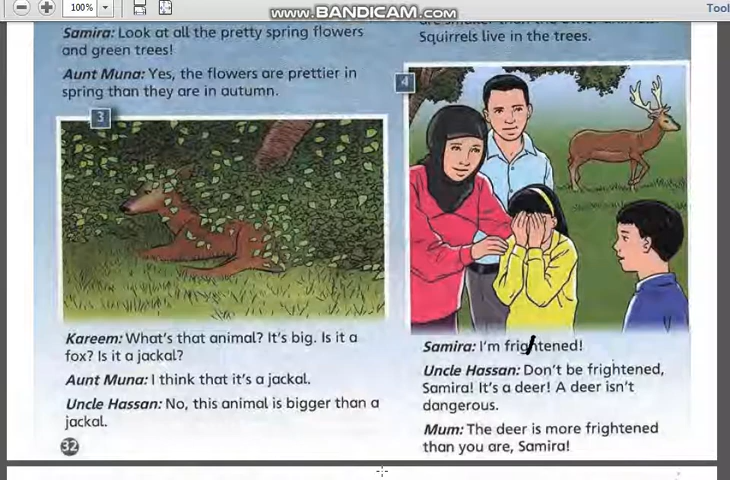 100%
www.BANDICAM.com
Tool
Samira: Look at all the pretty spring flowers
and green trees!
Aunt Muna: Yes, the flowers are prettier in
spring than they are in autumn.
3
Kareem: What's that animal? It's big. Is it a
fox? Is it a jackal?
Aunt Muna: I think that it's a jackal.
Uncle Hassan: No, this animal is bigger than a
jackal.
32
Squirrels live in the trees.
4
Samira: I'm frightened!
Uncle Hassan: Don't be frightened,
Samira! It's a deer! A deer isn't
dangerous.
Mum: The deer is more frightened
than you are, Samira!